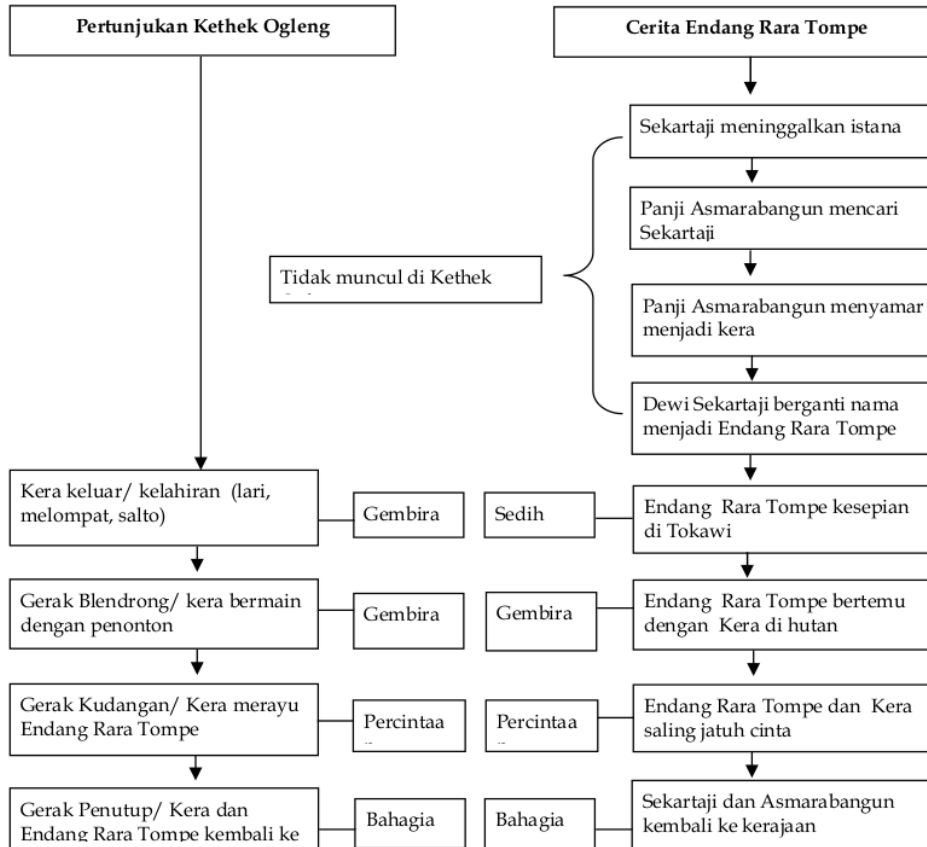 Pertunjukan Kethek Ogleng
Cerita Endang Rara Tompe
Sekartaji meninggalkan istana
Panji Asmarabangun mencari
Sekartaji
Tidak muncul di Kethek
Panji Asmarabangun menyamar
menjadi kera
Dewi Sekartaji berganti nama
menjadi Endang Rara Tompe
Kera keluar/ kelahiran (lari,
melompat, salto)
Gembira
Sedih
Endang Rara Tompe kesepian
di Tokawi
Gerak Blendrong/ kera bermain
dengan penonton
Gembira
Gembira
Endang Rara Tompe bertemu
dengan Kera di hutan
Gerak Kudangan/ Kera merayu
Endang Rara Tompe
Percintaa
Percintaa
Endang Rara Tompe dan Kera
saling jatuh cinta
Gerak Penutup/ Kera dan
Endang Rara Tompe kembali ke
Bahagia
Bahagia
Sekartaji dan Asmarabangun
kembali ke kerajaan